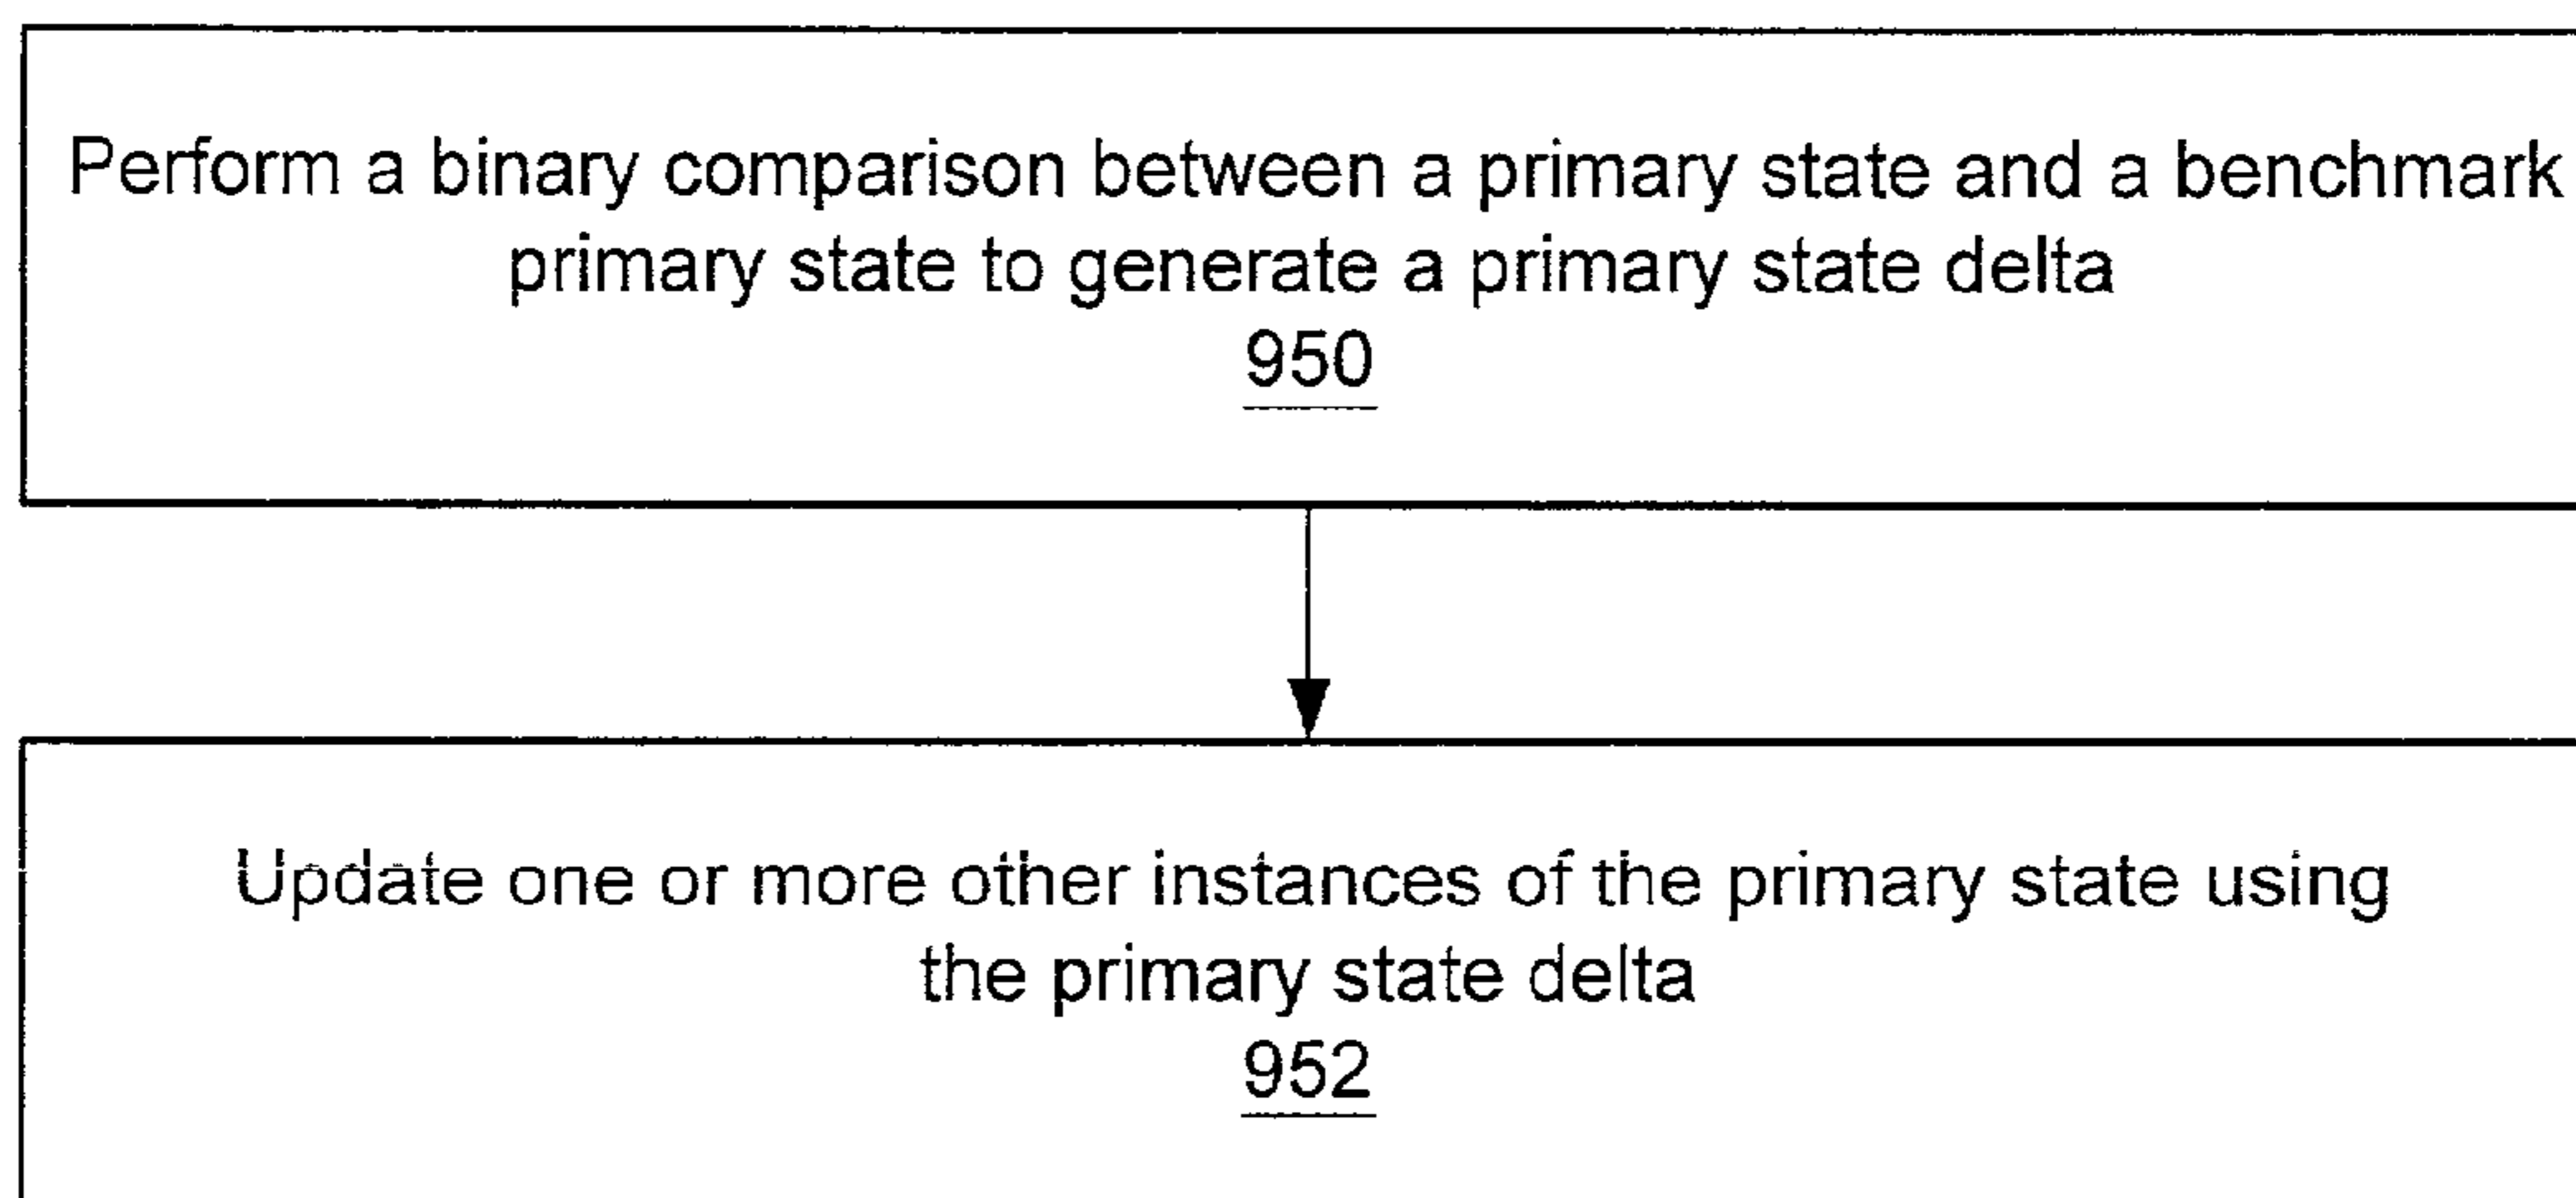 Perform a binary comparison between a primary state and a benchmark
primary state to generate a primary state delta
950
Update one or more other instances of the primary state using
the primary state delta
952